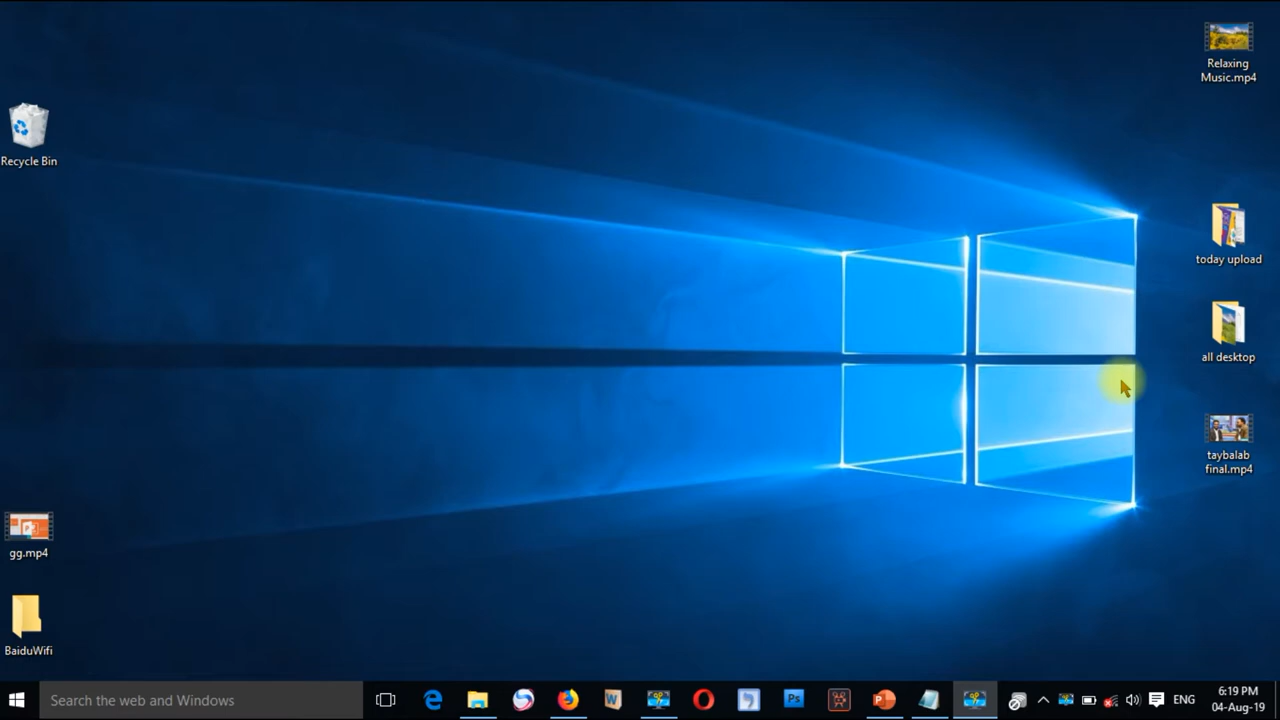 Relaxing
Music.mp4
Recycle Bin
today upload
all desktop
taybalab
final.mp4
gg.mp4
BaiduWifi
Search the web and Windows
W
Ps
P
ENG
6:19 PM
04-Aug-19